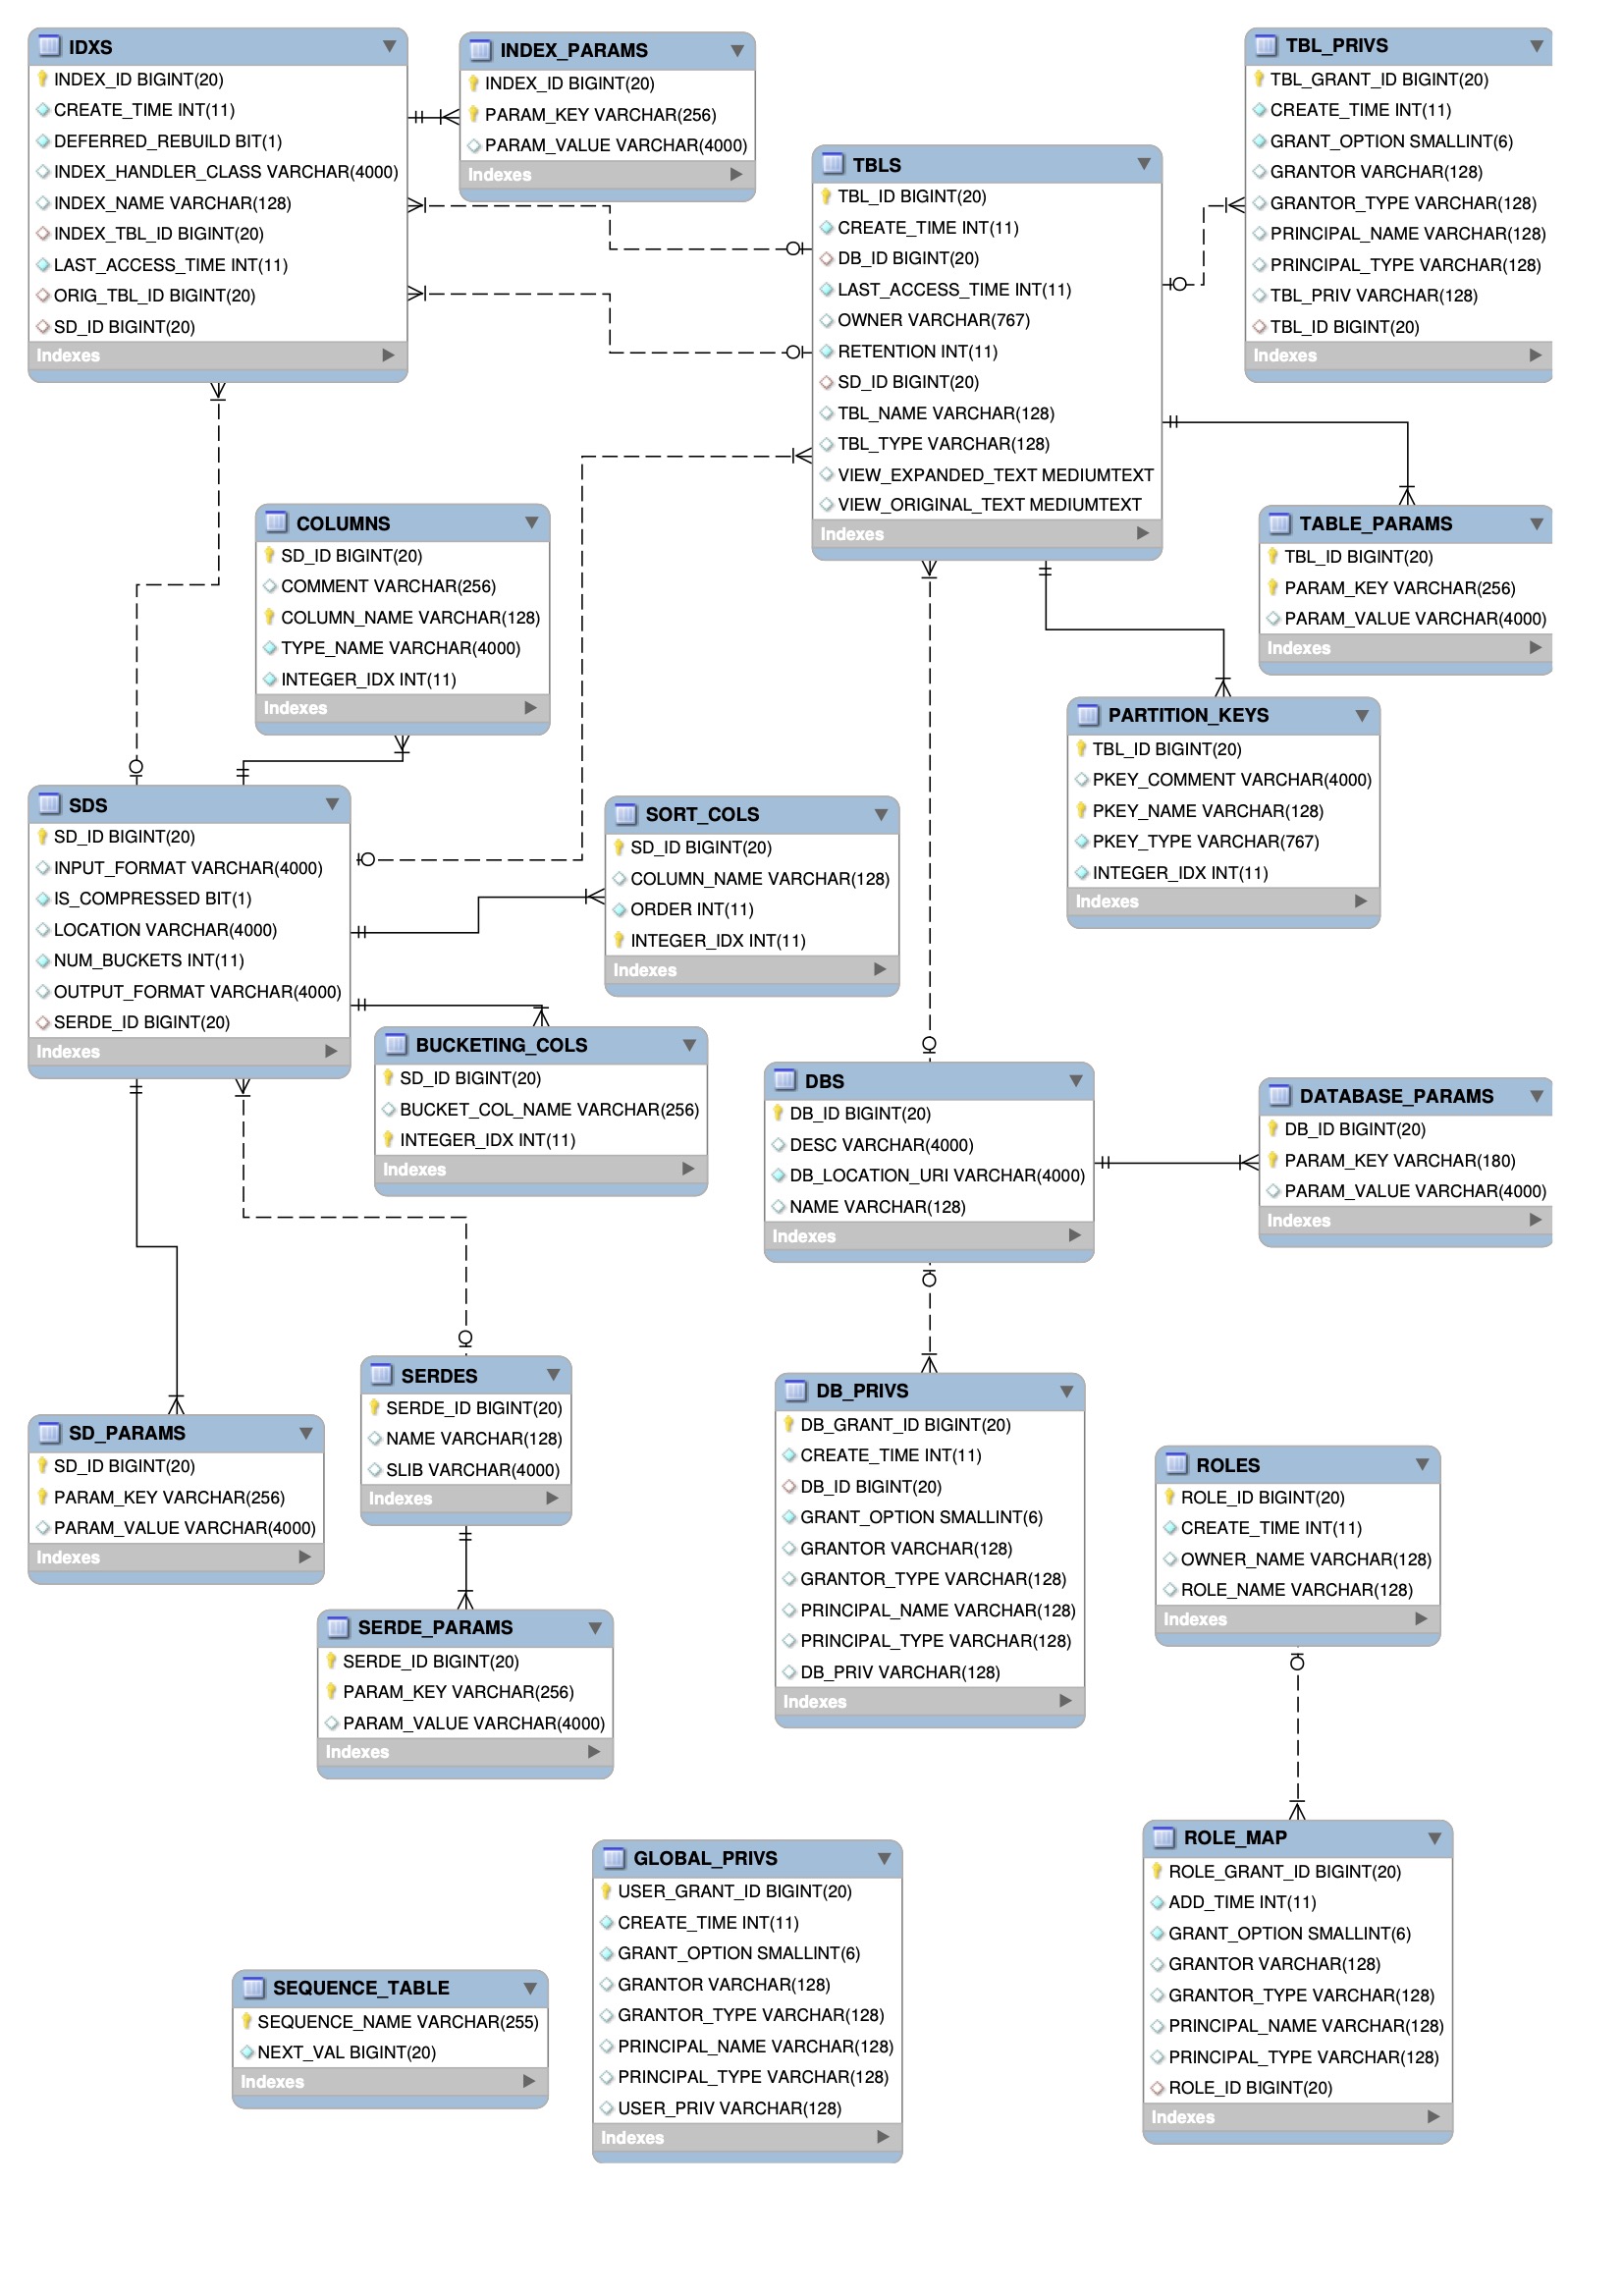 IDXS
INDEX_ID BIGINT(20)
CREATE_TIME INT(11)
DEFERRED_REBUILD BIT(1)
INDEX_HANDLER_CLASS VARCHAR(4000)
INDEX_NAME VARCHAR(128)
INDEX_TBL_ID BIGINT(20)
LAST_ACCESS_TIME INT(11)
ORIG_TBL_ID BIGINT(20)
SD_ID BIGINT(20)
Indexes
INDEX_PARAMS
INDEX_ID BIGINT(20)
PARAM_KEY VARCHAR(256)
PARAM_VALUE VARCHAR(4000)
Indexes
TBL_PRIVS
TBL_GRANT_ID BIGINT(20)
CREATE_TIME INT(11)
GRANT_OPTION SMALLINT(6)
GRANTOR VARCHAR(128)
GRANTOR_TYPE VARCHAR(128)
PRINCIPAL_NAME VARCHAR(128)
PRINCIPAL_TYPE VARCHAR(128)
TBL_PRIV VARCHAR(128)
TBL_ID BIGINT(20)
Indexes
TBLS
TBL_ID BIGINT(20)
CREATE_TIME INT(11)
DB_ID BIGINT(20)
LAST_ACCESS_TIME INT(11)
OWNER VARCHAR(767)
RETENTION INT(11)
SD_ID BIGINT(20)
TBL_NAME VARCHAR(128)
TBL_TYPE VARCHAR(128)
VIEW_EXPANDED_TEXT MEDIUMTEXT
VIEW_ORIGINAL_TEXT MEDIUMTEXT
Indexes
COLUMNS
SD_ID BIGINT(20)
COMMENT VARCHAR(256)
COLUMN_NAME VARCHAR(128)
TYPE_NAME VARCHAR(4000)
INTEGER_IDX INT(11)
Indexes
TABLE_PARAMS
TBL_ID BIGINT(20)
PARAM_KEY VARCHAR(256)
PARAM_VALUE VARCHAR(4000)
Indexes
PARTITION_KEYS
TBL_ID BIGINT(20)
PKEY_COMMENT VARCHAR(4000)
PKEY_NAME VARCHAR(128)
PKEY_TYPE VARCHAR(767)
INTEGER_IDX INT(11)
Indexes
SDS
SD_ID BIGINT(20)
INPUT_FORMAT VARCHAR(4000)
IS_COMPRESSED BIT(1)
LOCATION VARCHAR(4000)
NUM_BUCKETS INT(11)
OUTPUT_FORMAT VARCHAR(4000)
SERDE_ID BIGINT(20)
Indexes
SORT_COLS
SD_ID BIGINT(20)
COLUMN_NAME VARCHAR(128)
ORDER INT(11)
INTEGER_IDX INT(11)
Indexes
BUCKETING_COLS
SD_ID BIGINT(20)
BUCKET_COL_NAME VARCHAR(256)
INTEGER_IDX INT(11)
Indexes
DBS
DB_ID BIGINT(20)
DESC VARCHAR(4000)
DB_LOCATION_URI VARCHAR(4000)
NAME VARCHAR(128)
Indexes
DATABASE_PARAMS
DB_ID BIGINT(20)
PARAM_KEY VARCHAR(180)
PARAM_VALUE VARCHAR(4000)
Indexes
SERDES
SERDE_ID BIGINT(20)
NAME VARCHAR(128)
SLIB VARCHAR(4000)
Indexes
DB_PRIVS
DB_GRANT_ID BIGINT(20)
CREATE_TIME INT(11)
DB_ID BIGINT(20)
GRANT_OPTION SMALLINT(6)
GRANTOR VARCHAR(128)
GRANTOR_TYPE VARCHAR(128)
PRINCIPAL_NAME VARCHAR(128)
PRINCIPAL_TYPE VARCHAR(128)
DB_PRIV VARCHAR(128)
Indexes
SD_PARAMS
SD_ID BIGINT(20)
PARAM_KEY VARCHAR(256)
PARAM_VALUE VARCHAR(4000)
Indexes
ROLES
ROLE_ID BIGINT(20)
CREATE_TIME INT(11)
OWNER_NAME VARCHAR(128)
ROLE_NAME VARCHAR(128)
Indexes
SERDE_PARAMS
SERDE_ID BIGINT(20)
PARAM_KEY VARCHAR(256)
PARAM_VALUE VARCHAR(4000)
Indexes
ROLE_MAP
ROLE_GRANT_ID BIGINT(20)
ADD_TIME INT(11)
GRANT_OPTION SMALLINT(6)
GRANTOR VARCHAR(128)
GRANTOR_TYPE VARCHAR(128)
PRINCIPAL_NAME VARCHAR(128)
PRINCIPAL_TYPE VARCHAR(128)
ROLE_ID BIGINT(20)
Indexes
GLOBAL_PRIVS
USER_GRANT_ID BIGINT(20)
CREATE_TIME INT(11)
GRANT_OPTION SMALLINT(6)
GRANTOR VARCHAR(128)
GRANTOR_TYPE VARCHAR(128)
PRINCIPAL_NAME VARCHAR(128)
PRINCIPAL_TYPE VARCHAR(128)
USER_PRIV VARCHAR(128)
Indexes
SEQUENCE_TABLE
SEQUENCE_NAME VARCHAR(255)
NEXT_VAL BIGINT(20)
Indexes